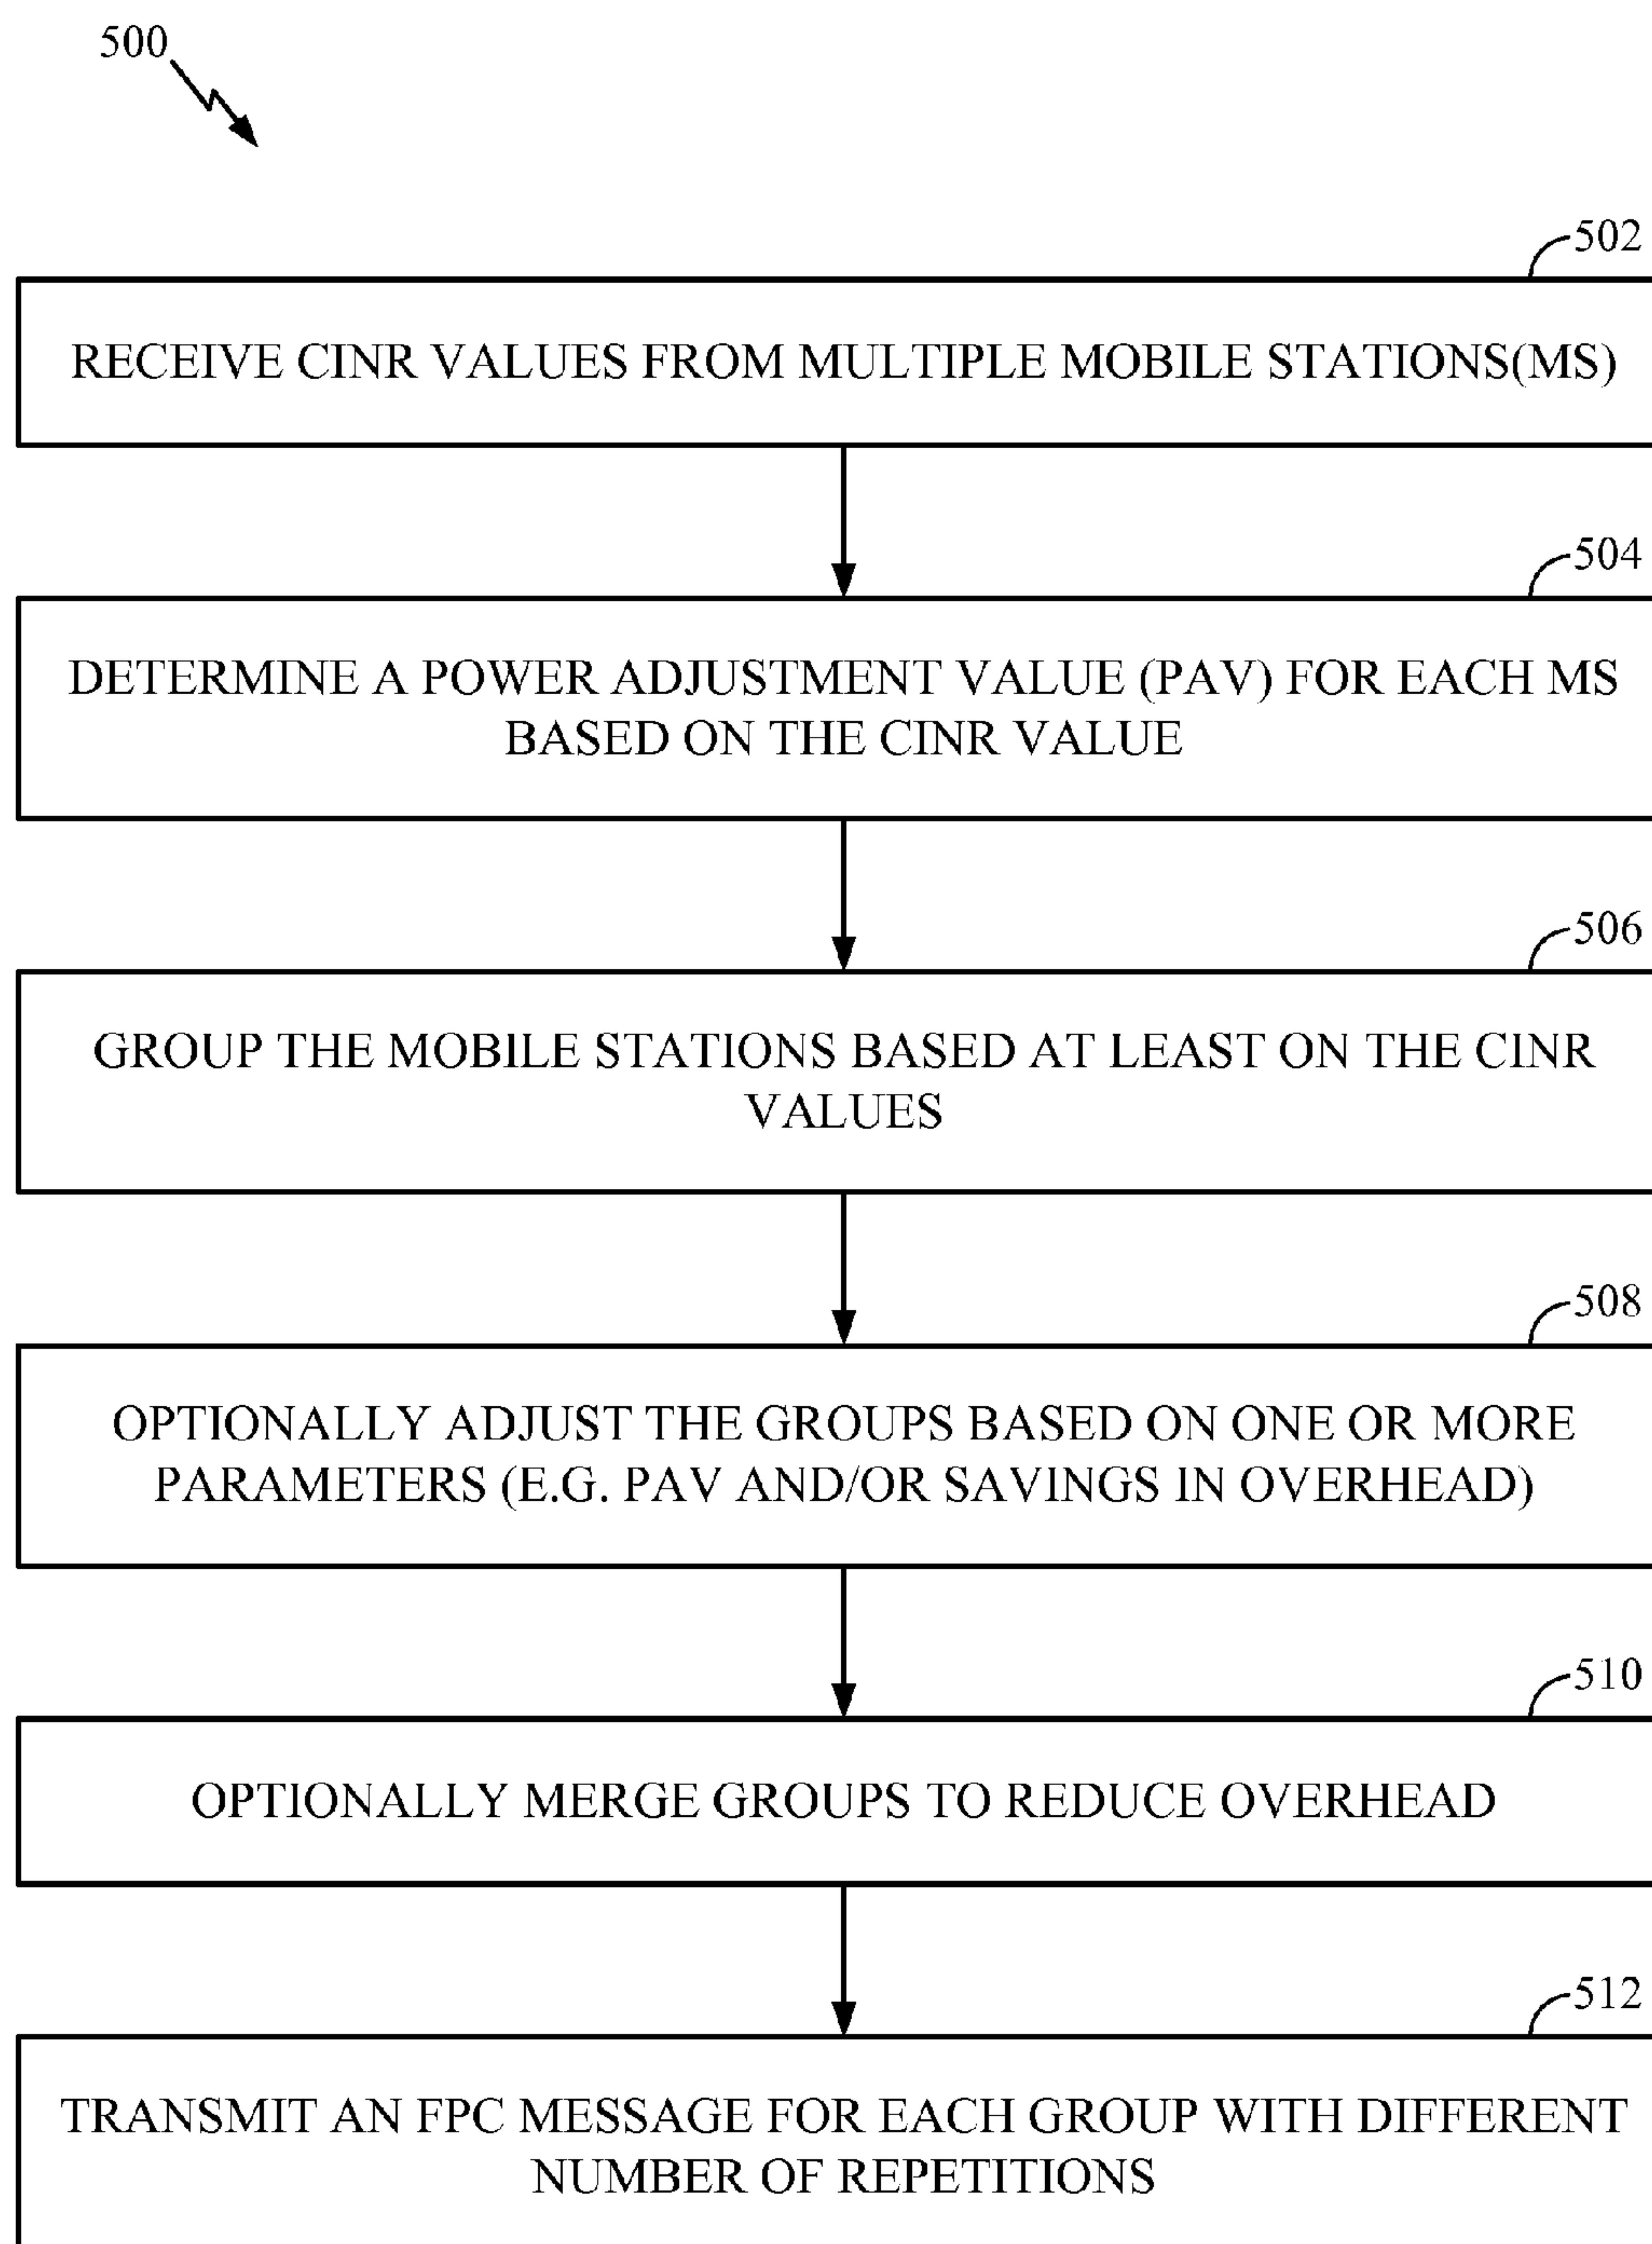 500
502
RECEIVE CINR VALUES FROM MULTIPLE MOBILE STATIONS(MS)
504
DETERMINE A POWER ADJUSTMENT VALUE (PAV) FOR EACH MS
BASED ON THE CINR VALUE
506
GROUP THE MOBILE STATIONS BASED AT LEAST ON THE CINR
VALUES
508
OPTIONALLY ADJUST THE GROUPS BASED ON ONE OR MORE
PARAMETERS (E.G. PAV AND/OR SAVINGS IN OVERHEAD)
510
OPTIONALLY MERGE GROUPS TO REDUCE OVERHEAD
512
TRANSMIT AN FPC MESSAGE FOR EACH GROUP WITH DIFFERENT
NUMBER OF REPETITIONS